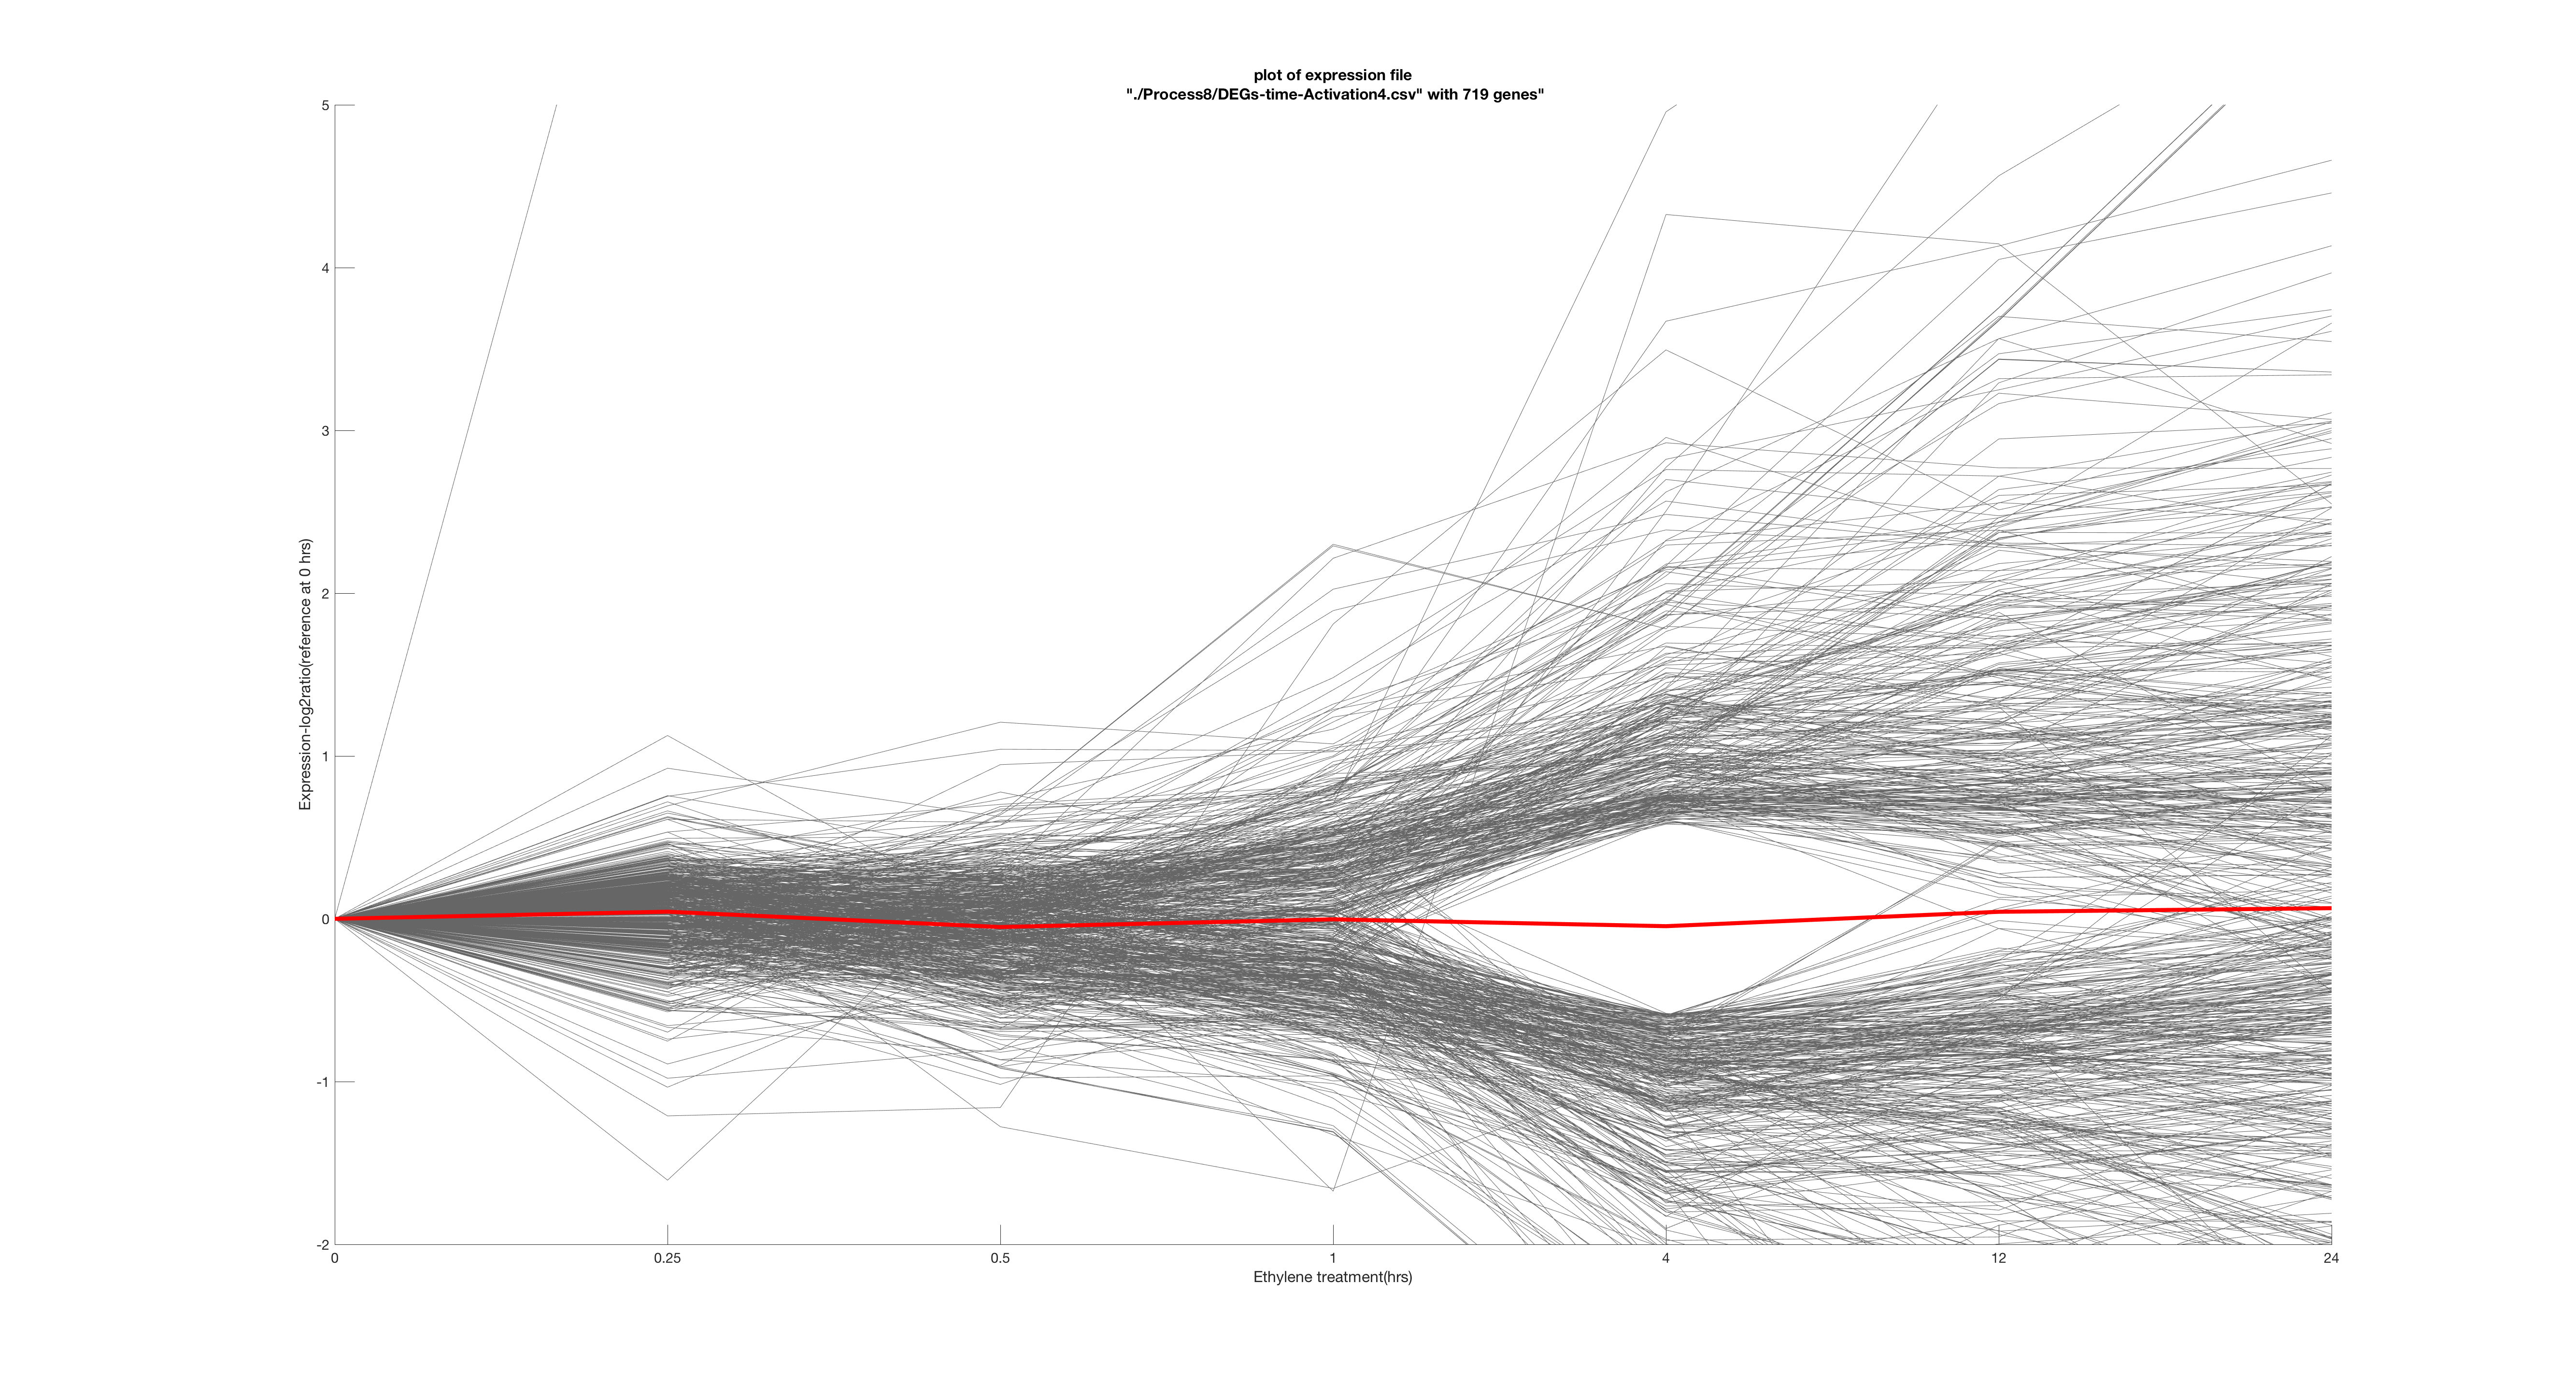 plot of expression file
"./Process8/DEGs-time-Activation4.csv" with 719 genes"
5
4
3
2
1
0
-1
-2
Expression-log2ratio(reference at 0 hrs)
0 0.25 0.5 1 4 12 24
Ethylene treatment(hrs)